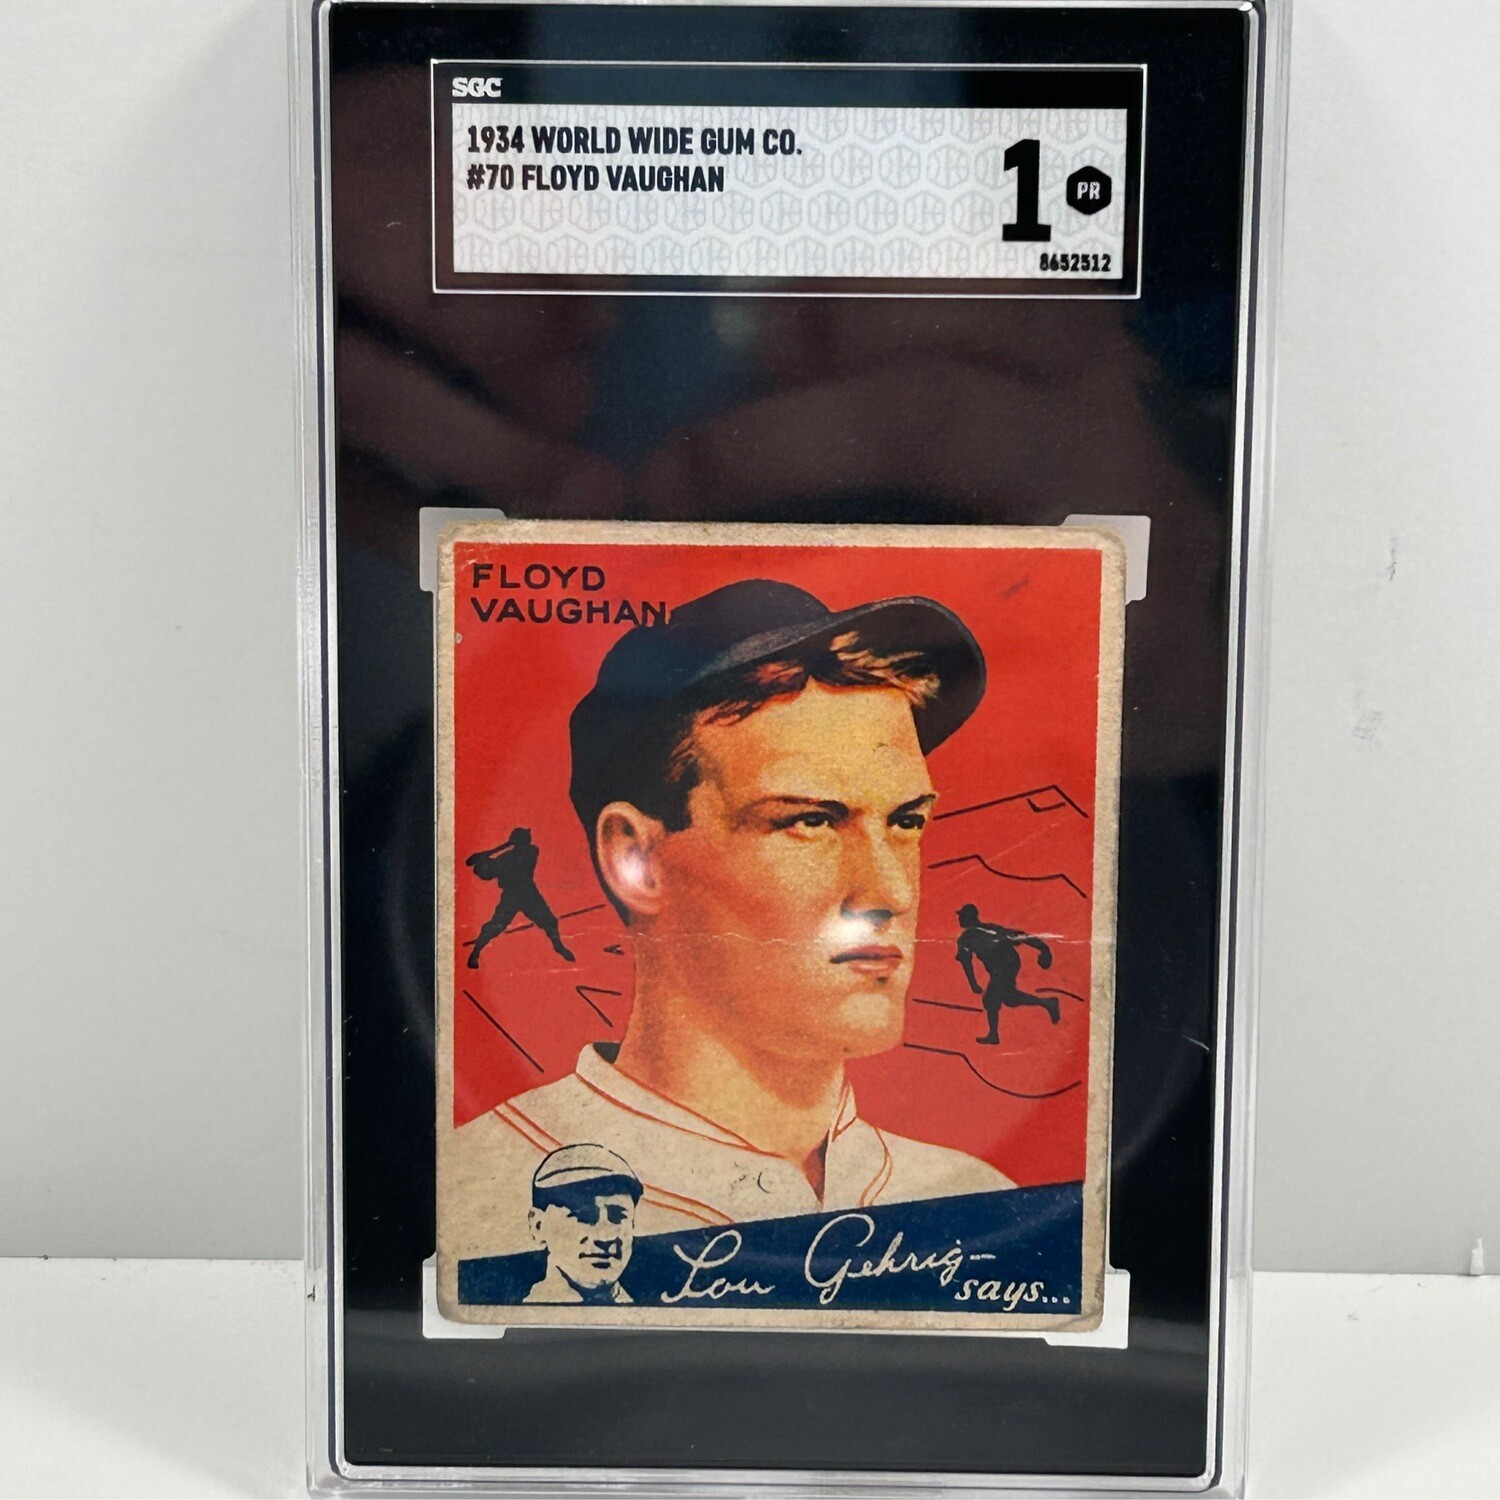 SGC
1934 WORLD WIDE GUM CO.
#70 FLOYD VAUGHAN
1 PR
8652512
FLOYD
VAUGHAN
Lou Gehrig-
says...